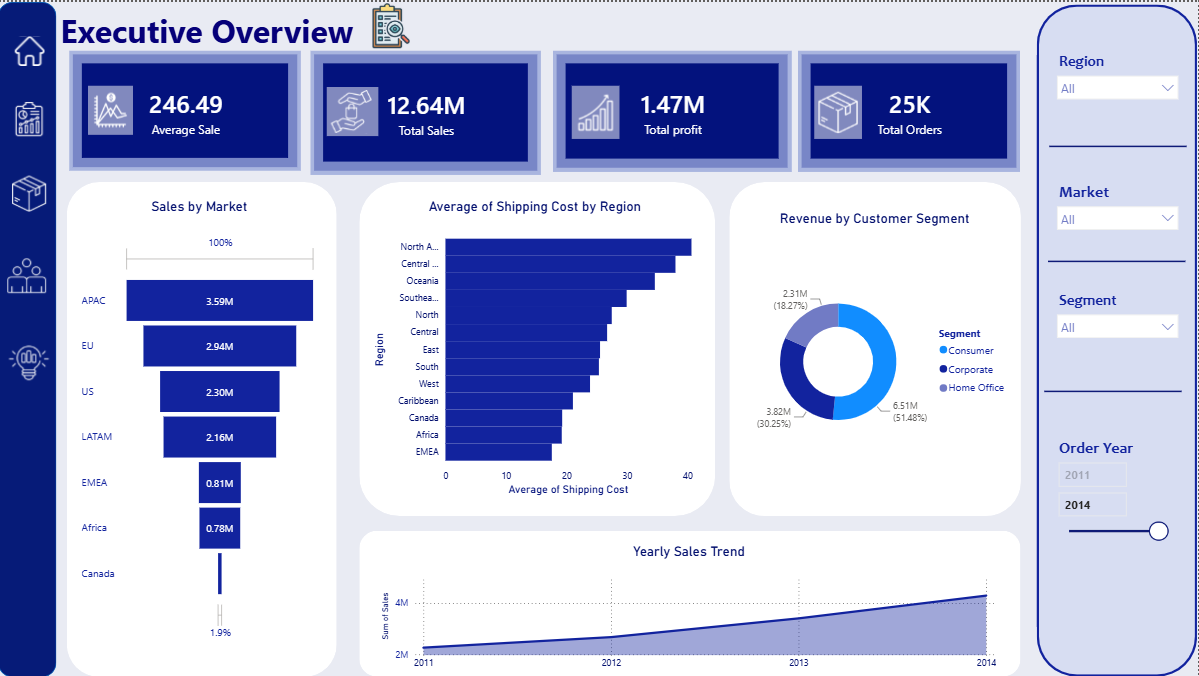 Executive Overview
246.49
Average Sale
12.64M
Total Sales
1.47M
Total profit
25K
Total Orders
Sales by Market
100%
APAC
3.59M
EU
2.94M
US
2.30M
LATAM
2.16M
EMEA
0.81M
Africa
0.78M
Canada
1.9%
Average of Shipping Cost by Region
Region
North A...
Central ...
Oceania
Southea...
North
Central
East
South
West
Caribbean
Canada
Africa
EMEA
0 10 20 30 40
Average of Shipping Cost
Revenue by Customer Segment
2.31M
(18.27%)
3.82M
(30.25%)
6.51M
(51.48%)
Segment
Consumer
Corporate
Home Office
Yearly Sales Trend
Sum of Sales
4M
2M
2011 2012 2013 2014
Region
All
Market
All
Segment
All
Order Year
2011
2014